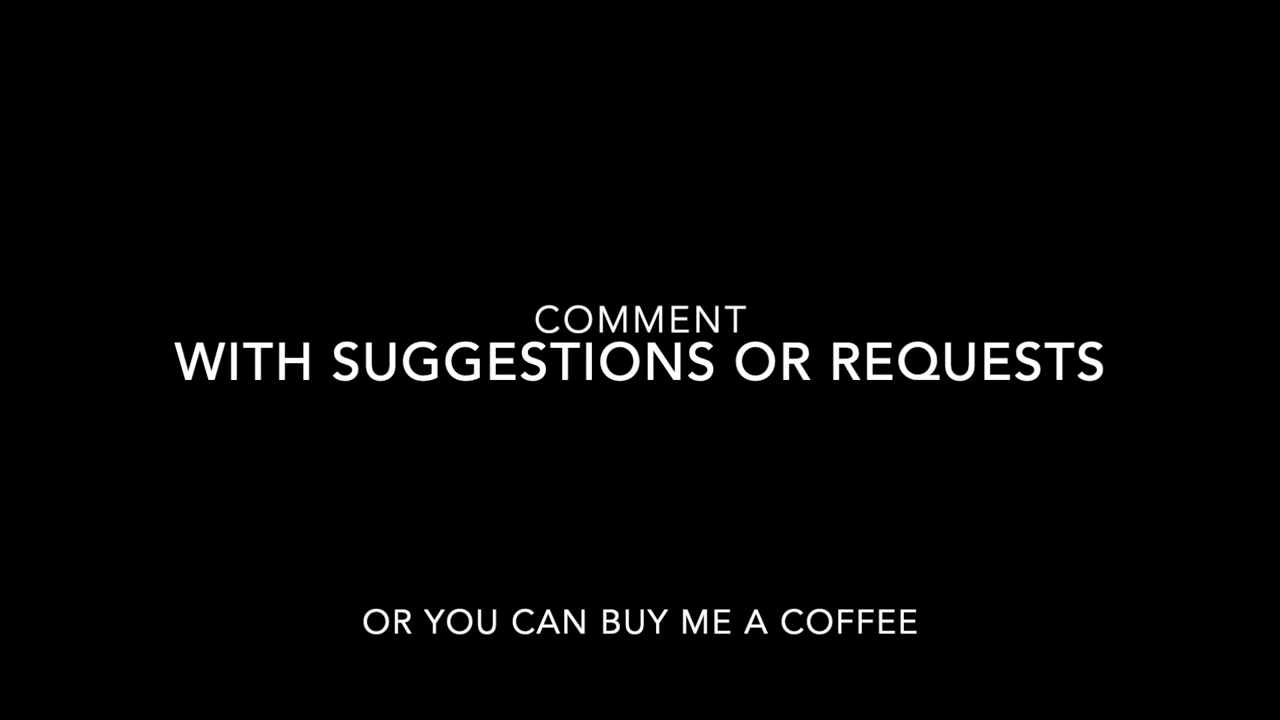 COMMENT
WITH SUGGESTIONS OR REQUESTS
OR YOU CAN BUY ME A COFFEE